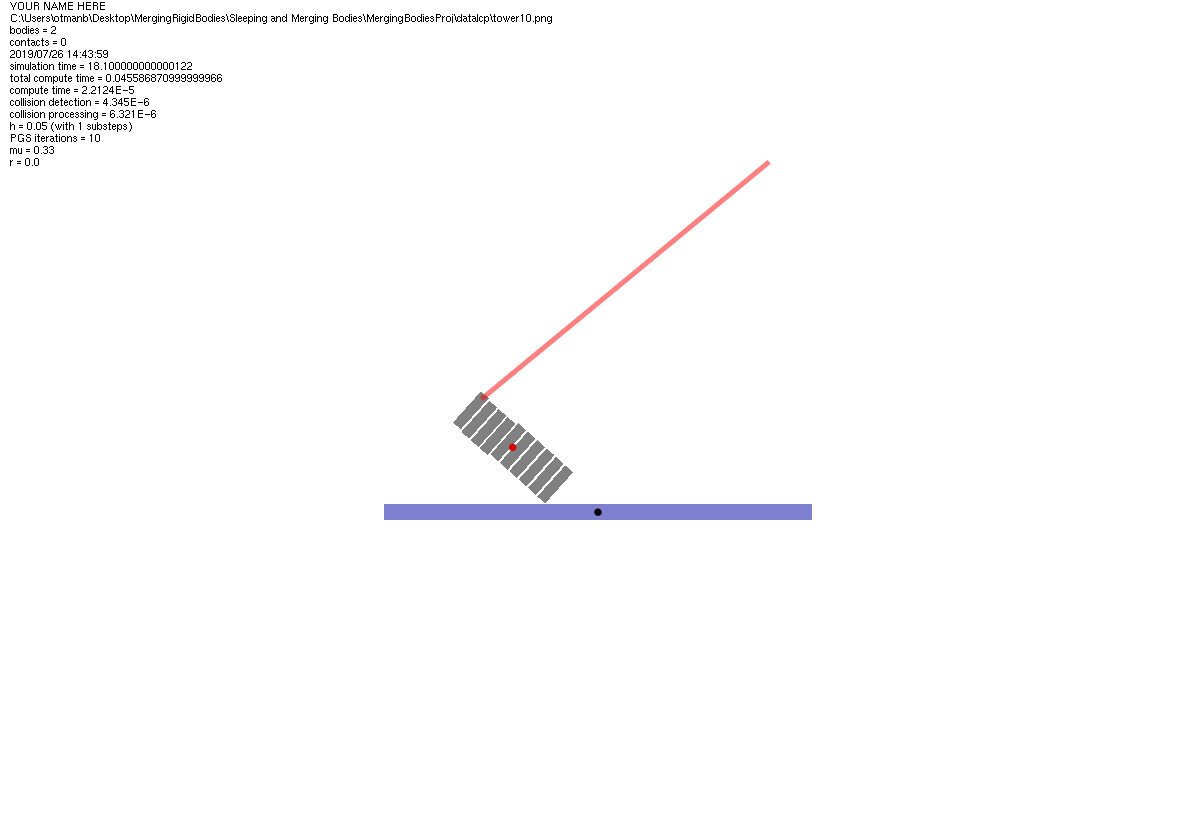 YOUR NAME HERE
C:\Users\otmanb\Desktop\MergingRigidBodies\Sleeping and Merging Bodies\MergingBodiesProj\datalcp\tower10.png
bodies = 2
contacts = 0
2019/07/26 14:43:59
simulation time = 18.100000000000122
total compute time = 0.045586870999999966
compute time = 2.2124E-5
collision detection = 4.345E-6
collision processing = 6.321E-6
h = 0.05 (with 1 substeps)
PGS iterations = 10
mu = 0.33
r = 0.0